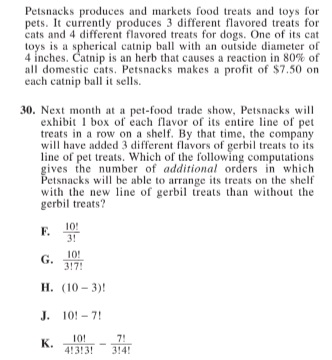 Petsnacks produces and markets food treats and toys for
pets. It currently produces 3 different flavored treats for
cats and 4 different flavored treats for dogs. One of its cat
toys is a spherical catnip ball with an outside diameter of
4 inches. Catnip is an herb that causes a reaction in 80% of
all domestic cats. Petsnacks makes a profit of $7.50 on
each catnip ball it sells.
30. Next month at a pet-food trade show, Petsnacks will
exhibit 1 box of each flavor of its entire line of pet
treats in a row on a shelf. By that time, the company
will have added 3 different flavors of gerbil treats to its
line of pet treats. Which of the following computations
gives the number of additional orders in which
Petsnacks will be able to arrange its treats on the shelf
with the new line of gerbil treats than without the
gerbil treats?
F. 10!/3!
G. 10!/3!7!
H. (10 – 3)!
J. 10! – 7!
K. 10!/4!3!3! – 7!/3!4!